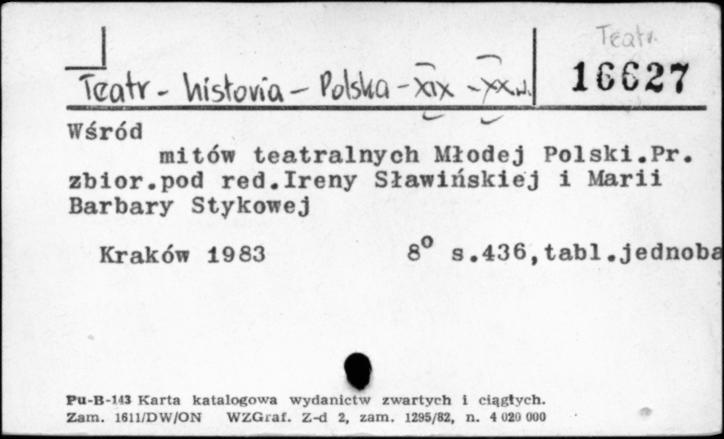 Teatr.
Teatr - historia - Polska - XIX - XX w.
16627
Wśród
mitów teatralnych Młodej Polski.Pr.
zbior.pod red.Ireny Sławińskiej i Marii
Barbary Stykowej
Kraków 1983 8° s.436,tabl.jednoba
Pu-B-143 Karta katalogowa wydanictw zwartych i ciągłych.
Zam. 1611/DW/ON WZGraf. Z-d 2, zam. 1295/82, n. 4 020 000